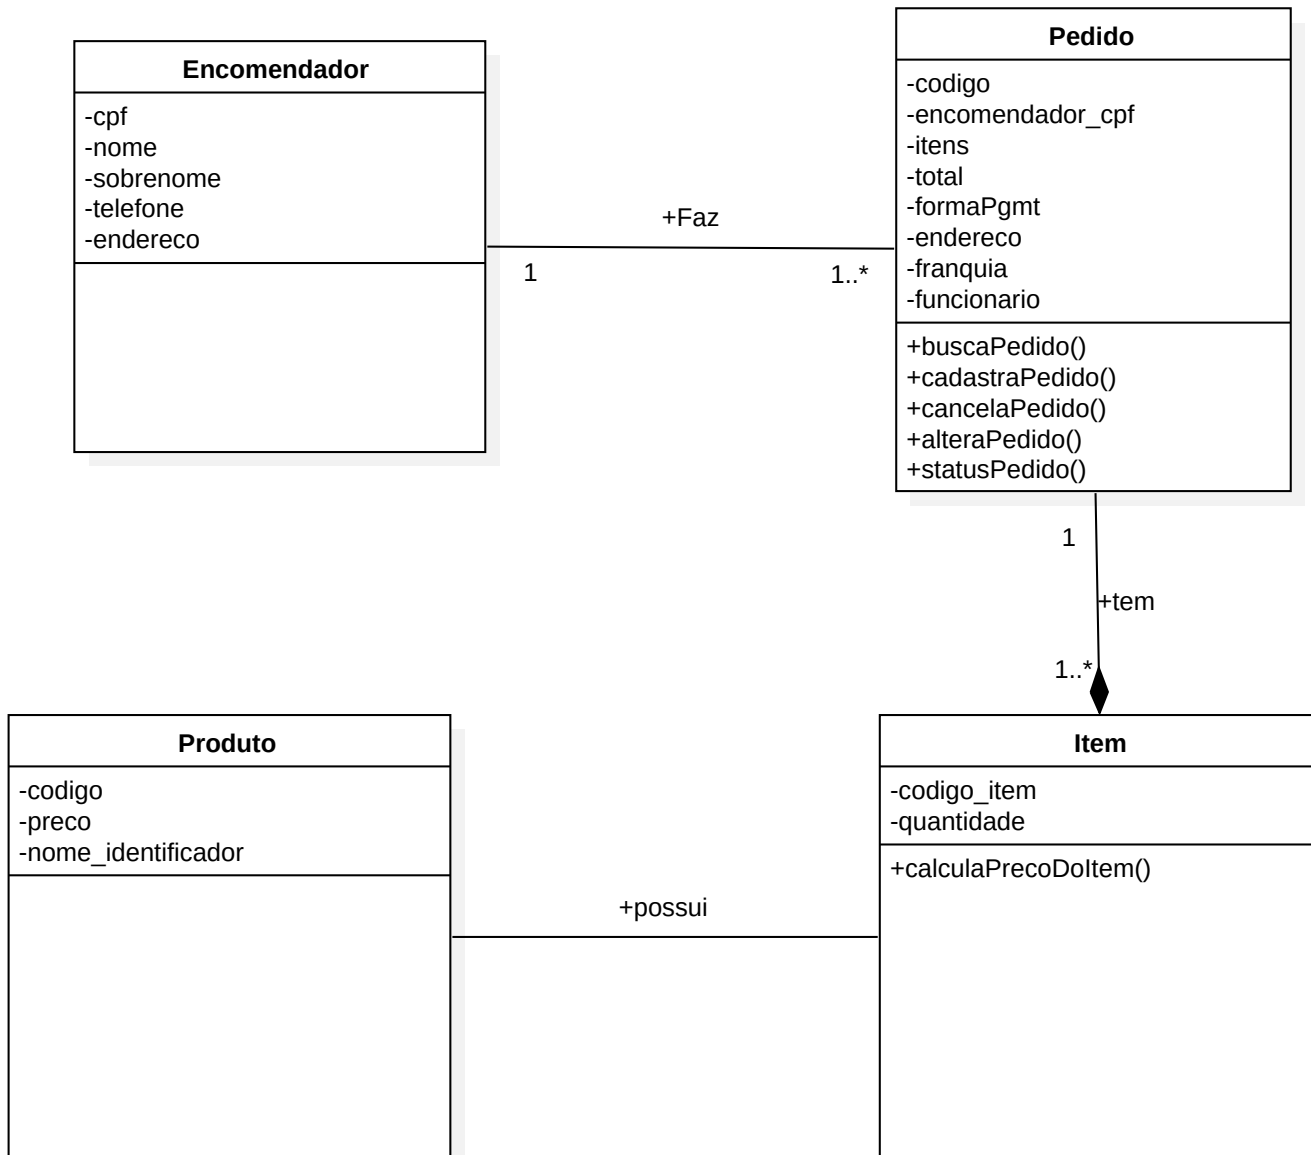 Encomendador
-cpf
-nome
-sobrenome
-telefone
-endereco
+Faz
1
1..*
Pedido
-codigo
-encomendador_cpf
-itens
-total
-formaPgmt
-endereco
-franquia
-funcionario
+buscaPedido()
+cadastraPedido()
+cancelaPedido()
+alteraPedido()
+statusPedido()
1
+tem
1..*
Produto
-codigo
-preco
-nome_identificador
+possui
Item
-codigo_item
-quantidade
+calculaPrecoDoItem()